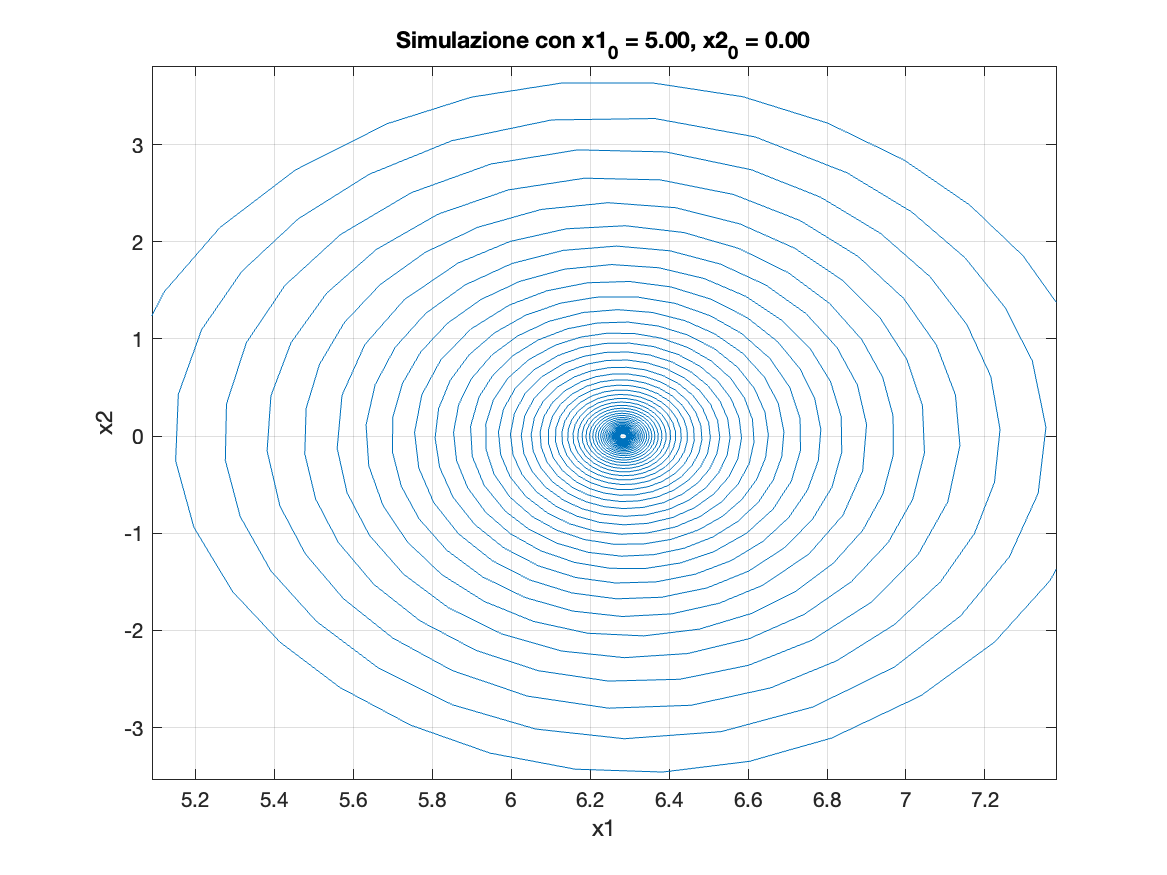 Simulazione con x1₀ = 5.00, x2₀ = 0.00
3
2
1
0
-1
-2
-3
x2
5.2 5.4 5.6 5.8 6 6.2 6.4 6.6 6.8 7 7.2
x1